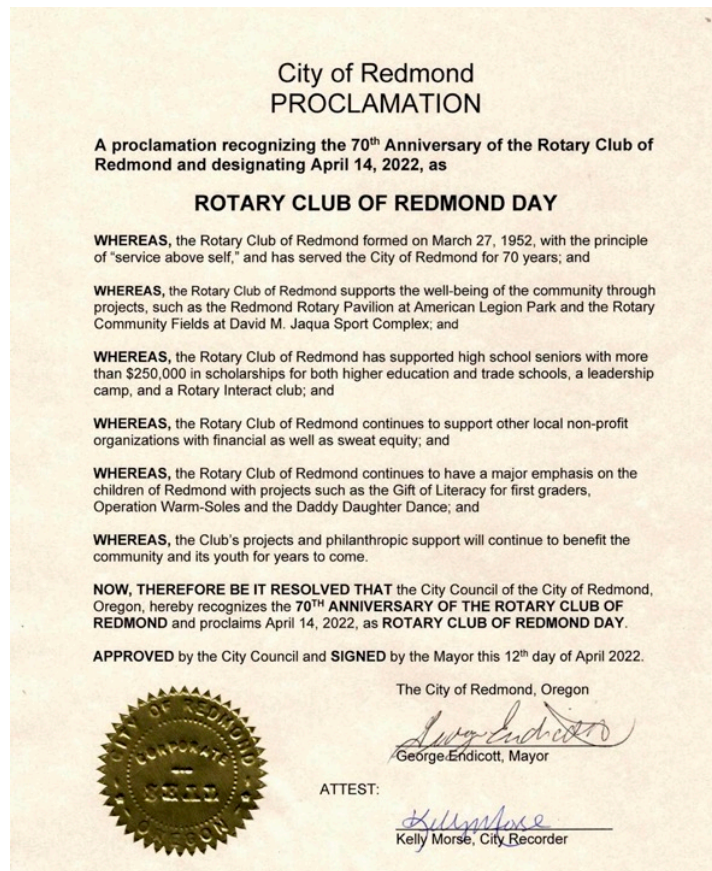 City of Redmond
PROCLAMATION
A proclamation recognizing the 70th Anniversary of the Rotary Club of
Redmond and designating April 14, 2022, as
ROTARY CLUB OF REDMOND DAY
WHEREAS, the Rotary Club of Redmond formed on March 27, 1952, with the principle
of “service above self,” and has served the City of Redmond for 70 years; and
WHEREAS, the Rotary Club of Redmond supports the well-being of the community through
projects, such as the Redmond Rotary Pavilion at American Legion Park and the Rotary
Community Fields at David M. Jaqua Sport Complex; and
WHEREAS, the Rotary Club of Redmond has supported high school seniors with more
than $250,000 in scholarships for both higher education and trade schools, a leadership
camp, and a Rotary Interact club; and
WHEREAS, the Rotary Club of Redmond continues to support other local non-profit
organizations with financial as well as sweat equity; and
WHEREAS, the Rotary Club of Redmond continues to have a major emphasis on the
children of Redmond with projects such as the Gift of Literacy for first graders,
Operation Warm-Soles and the Daddy Daughter Dance; and
WHEREAS, the Club’s projects and philanthropic support will continue to benefit the
community and its youth for years to come.
NOW, THEREFORE BE IT RESOLVED THAT the City Council of the City of Redmond,
Oregon, hereby recognizes the 70TH ANNIVERSARY OF THE ROTARY CLUB OF
REDMOND and proclaims April 14, 2022, as ROTARY CLUB OF REDMOND DAY.
APPROVED by the City Council and SIGNED by the Mayor this 12th day of April 2022.
The City of Redmond, Oregon
George Endicott
George Endicott, Mayor
CITY OF REDMOND
CORPORATE
SEAL
OREGON
ATTEST:
Kelly Morse
Kelly Morse, City Recorder